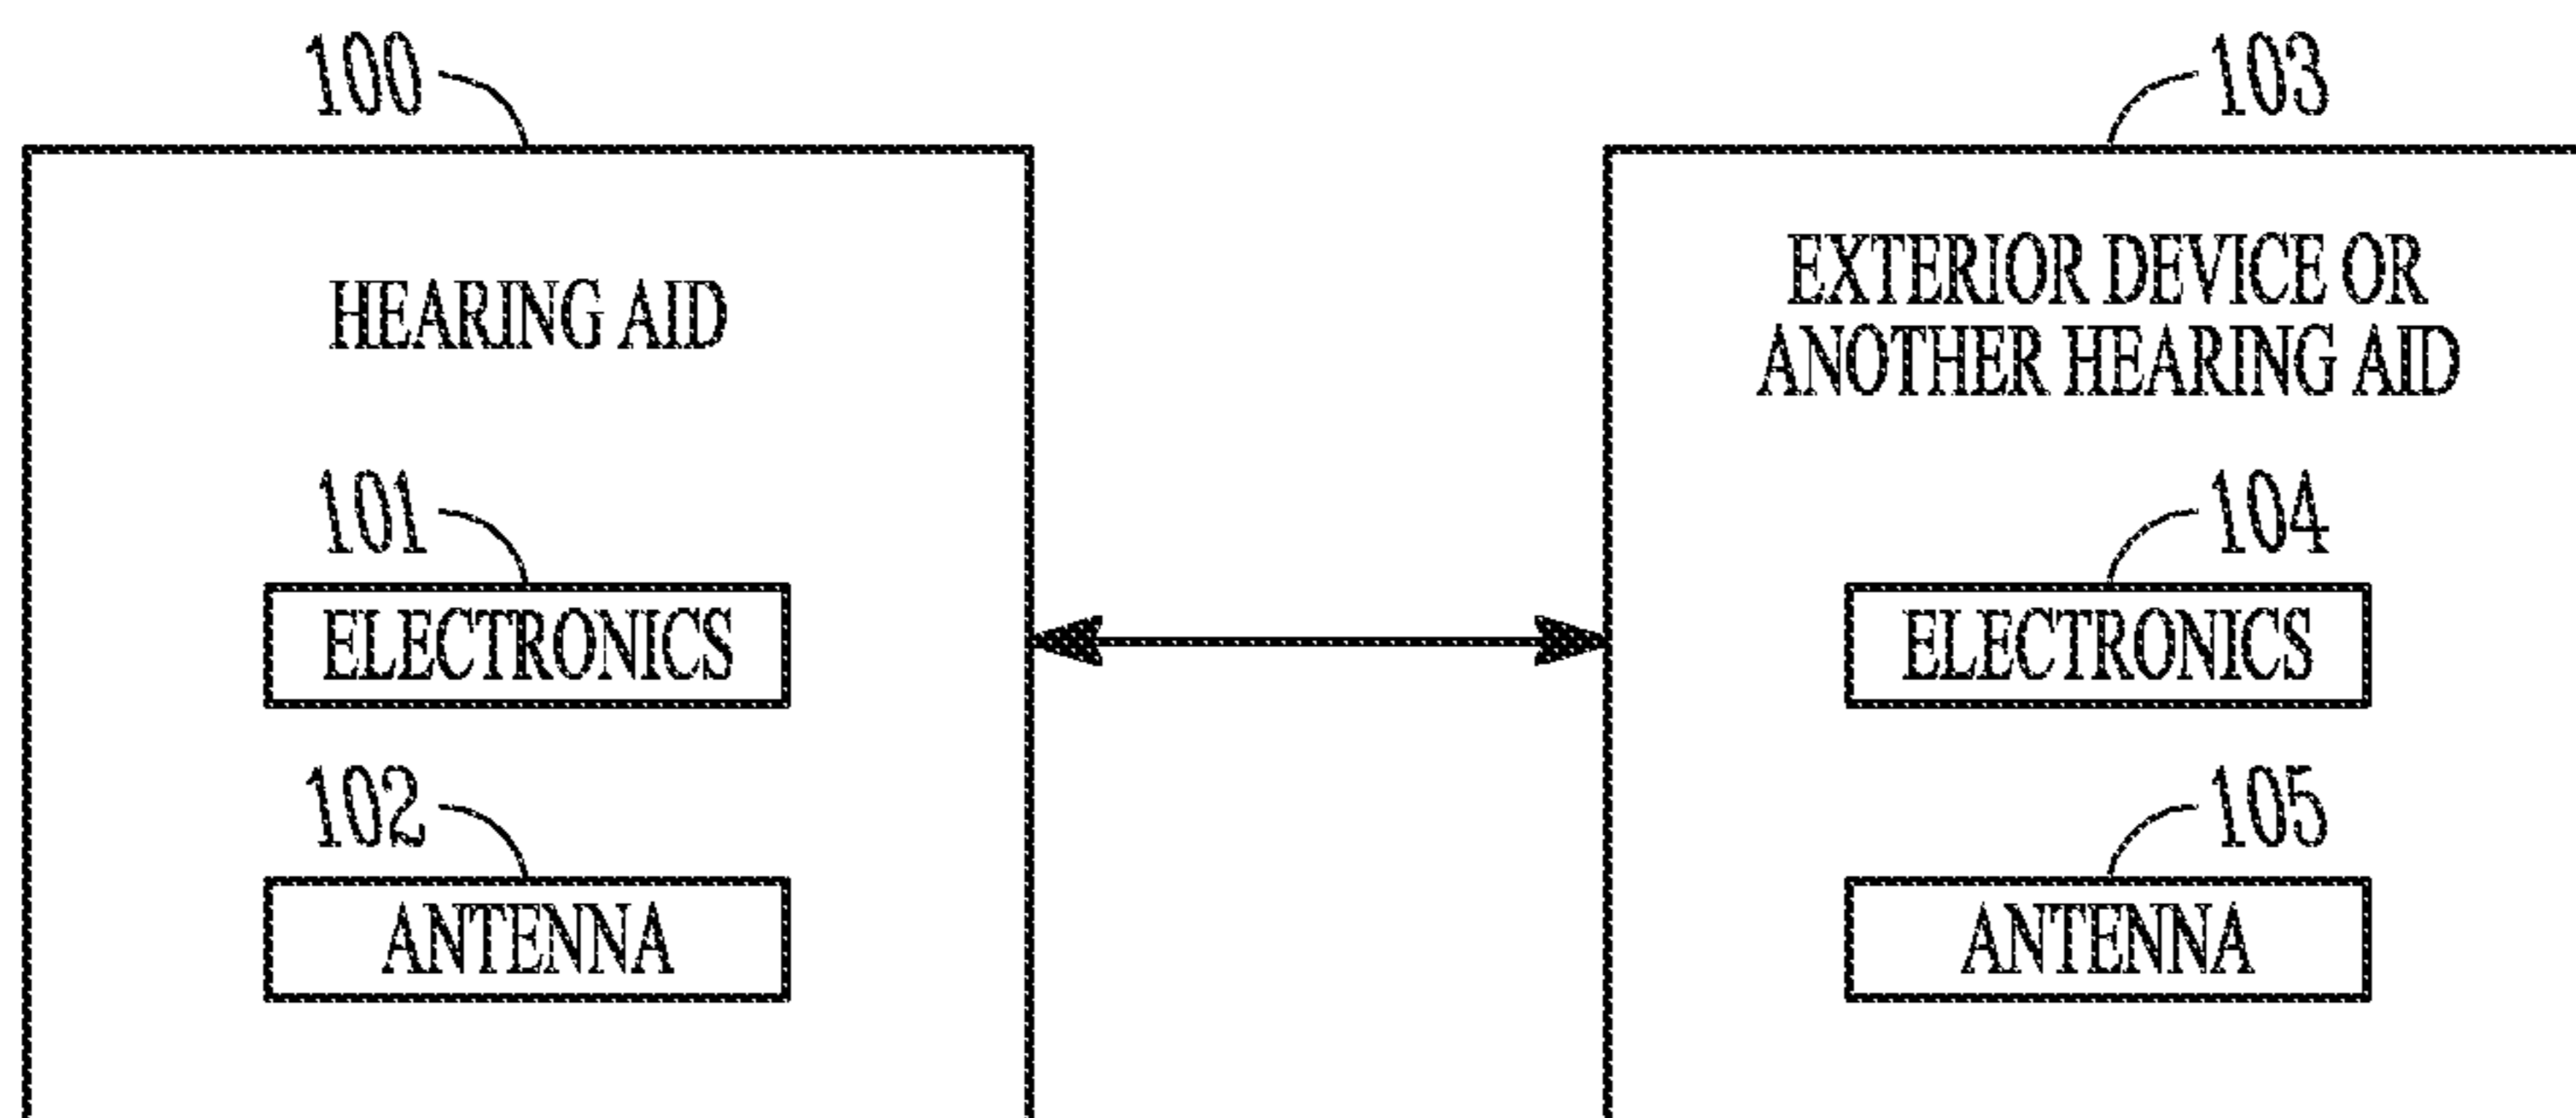 100
103
HEARING AID
EXTERIOR DEVICE OR
ANOTHER HEARING AID
101
104
ELECTRONICS
ELECTRONICS
102
105
ANTENNA
ANTENNA